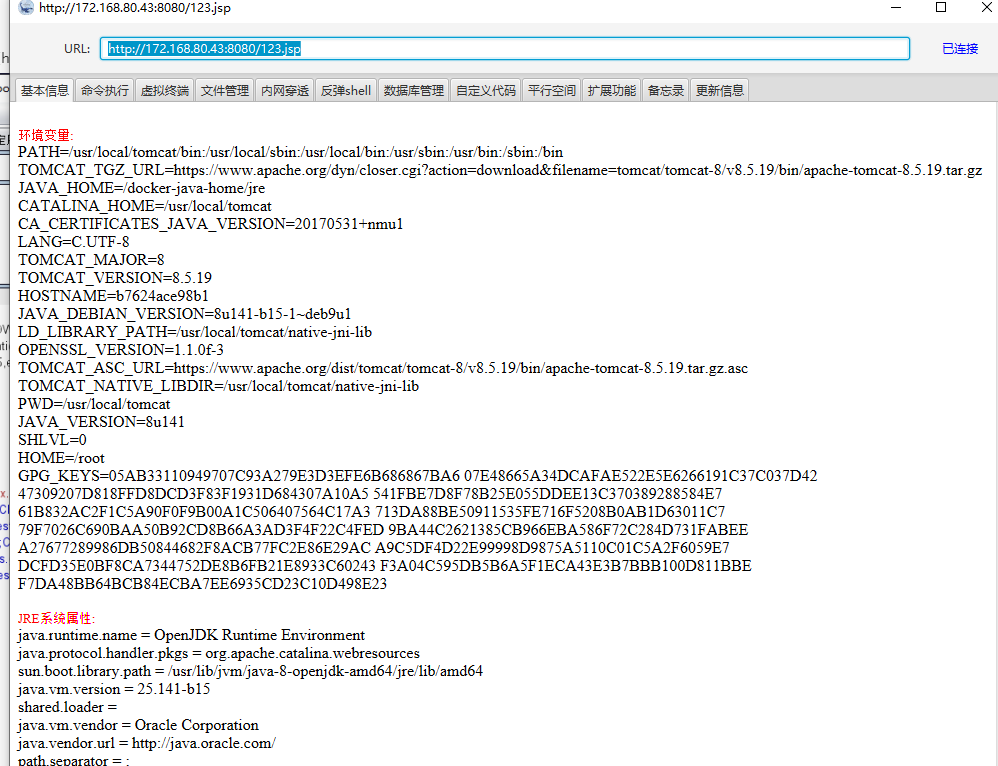 http://172.168.80.43:8080/123.jsp
URL: http://172.168.80.43:8080/123.jsp 已连接
基本信息 命令执行 虚拟终端 文件管理 内网穿透 反弹shell 数据库管理 自定义代码 平行空间 扩展功能 备忘录 更新信息
环境变量:
PATH=/usr/local/tomcat/bin:/usr/local/sbin:/usr/local/bin:/usr/sbin:/usr/bin:/sbin:/bin
TOMCAT_TGZ_URL=https://www.apache.org/dyn/closer.cgi?action=download&filename=tomcat/tomcat-8/v8.5.19/bin/apache-tomcat-8.5.19.tar.gz
JAVA_HOME=/docker-java-home/jre
CATALINA_HOME=/usr/local/tomcat
CA_CERTIFICATES_JAVA_VERSION=20170531+nmu1
LANG=C.UTF-8
TOMCAT_MAJOR=8
TOMCAT_VERSION=8.5.19
HOSTNAME=b7624ace98b1
JAVA_DEBIAN_VERSION=8u141-b15-1~deb9u1
LD_LIBRARY_PATH=/usr/local/tomcat/native-jni-lib
OPENSSL_VERSION=1.1.0f-3
TOMCAT_ASC_URL=https://www.apache.org/dist/tomcat/tomcat-8/v8.5.19/bin/apache-tomcat-8.5.19.tar.gz.asc
TOMCAT_NATIVE_LIBDIR=/usr/local/tomcat/native-jni-lib
PWD=/usr/local/tomcat
JAVA_VERSION=8u141
SHLVL=0
HOME=/root
GPG_KEYS=05AB33110949707C93A279E3D3EFE6B686867BA6 07E48665A34DCAFAE522E5E6266191C37C037D42
47309207D818FFD8DCD3F83F1931D684307A10A5 541FBE7D8F78B25E055DDEE13C370389288584E7
61B832AC2F1C5A90F0F9B00A1C506407564C17A3 713DA88BE50911535FE716F5208B0AB1D63011C7
79F7026C690BAA50B92CD8B66A3AD3F4F22C4FED 9BA44C2621385CB966EBA586F72C284D731FABEE
A27677289986DB50844682F8ACB77FC2E86E29AC A9C5DF4D22E99998D9875A5110C01C5A2F6059E7
DCFD35E0BF8CA7344752DE8B6FB21E8933C60243 F3A04C595DB5B6A5F1ECA43E3B7BBB100D811BBE
F7DA48BB64BCB84ECBA7EE6935CD23C10D498E23
JRE系统属性:
java.runtime.name = OpenJDK Runtime Environment
java.protocol.handler.pkgs = org.apache.catalina.webresources
sun.boot.library.path = /usr/lib/jvm/java-8-openjdk-amd64/jre/lib/amd64
java.vm.version = 25.141-b15
shared.loader =
java.vm.vendor = Oracle Corporation
java.vendor.url = http://java.oracle.com/
path.separator = :